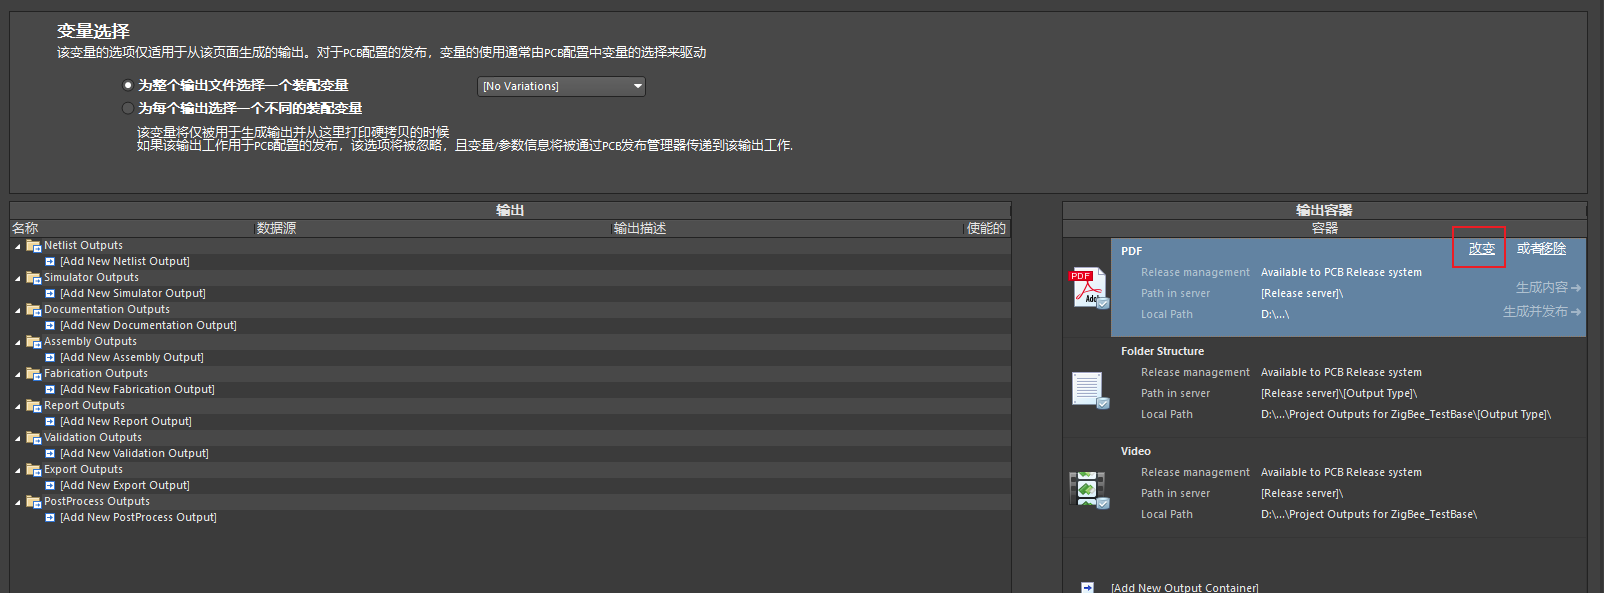 变量选择
该变量的选项仅适用于从该页面生成的输出。对于PCB配置的发布，变量的使用通常由PCB配置中变量的选择来驱动
为整个输出文件选择一个装配变量 [No Variations]
为每个输出选择一个不同的装配变量
该变量将仅被用于生成输出并从这里打印硬拷贝的时候
如果该输出工作用于PCB配置的发布，该选项将被忽略，且变量/参数信息将被通过PCB发布管理器传递到该输出工作.
输出
名称 数据源 输出描述 使能的
Netlist Outputs
[Add New Netlist Output]
Simulator Outputs
[Add New Simulator Output]
Documentation Outputs
[Add New Documentation Output]
Assembly Outputs
[Add New Assembly Output]
Fabrication Outputs
[Add New Fabrication Output]
Report Outputs
[Add New Report Output]
Validation Outputs
[Add New Validation Output]
Export Outputs
[Add New Export Output]
PostProcess Outputs
[Add New PostProcess Output]
输出容器
容器
PDF 改变 或者移除
Release management Available to PCB Release system
Path in server [Release server]\ 生成内容
Local Path D:\...\ 生成并发布
PDF
Adob
Folder Structure
Release management Available to PCB Release system
Path in server [Release server]\[Output Type]\
Local Path D:\...\Project Outputs for ZigBee_TestBase\[Output Type]\
Video
Release management Available to PCB Release system
Path in server [Release server]\
Local Path D:\...\Project Outputs for ZigBee_TestBase\
[Add New Output Container]